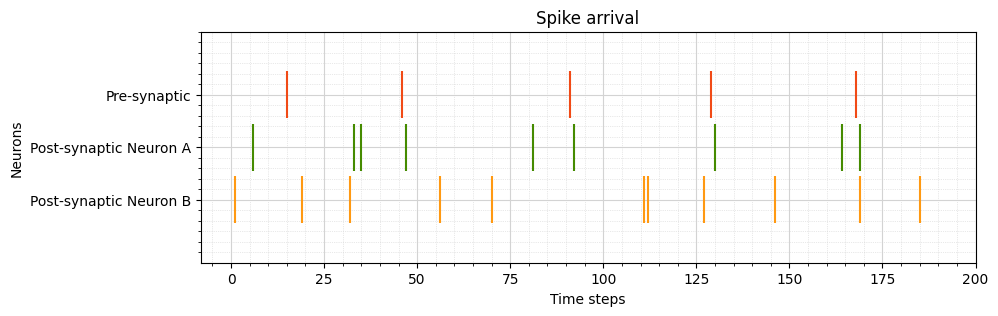 Spike arrival
Neurons
Pre-synaptic
Post-synaptic Neuron A
Post-synaptic Neuron B
0 25 50 75 100 125 150 175 200
Time steps